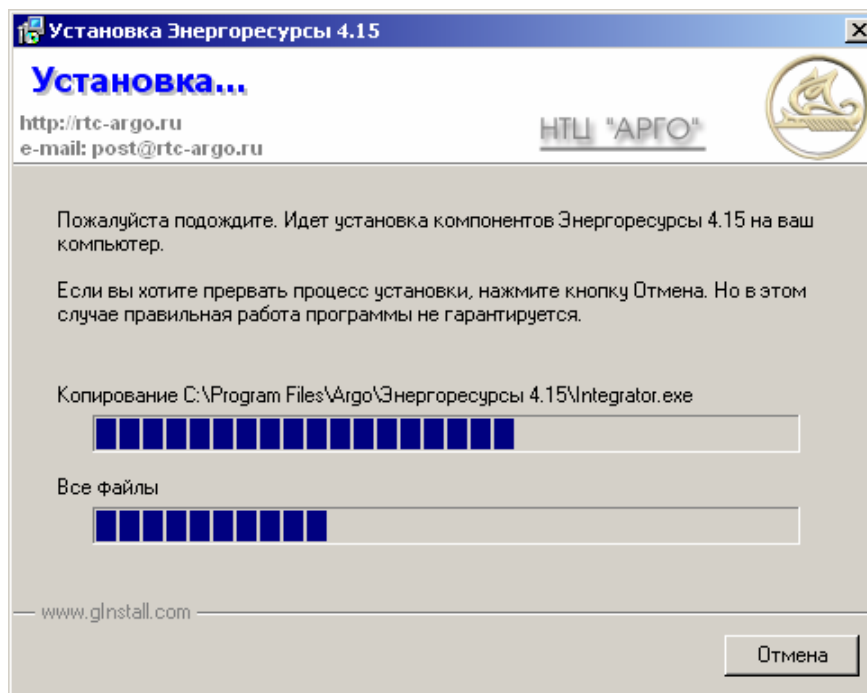 Установка Энергоресурсы 4.15
Установка...
http://rtc-argo.ru
e-mail: post@rtc-argo.ru
НТЦ "АРГО"
Пожалуйста подождите. Идет установка компонентов Энергоресурсы 4.15 на ваш
компьютер.
Если вы хотите прервать процесс установки, нажмите кнопку Отмена. Но в этом
случае правильная работа программы не гарантируется.
Копирование C:\Program Files\Argo\Энергоресурсы 4.15\Integrator.exe
Все файлы
www.gInstall.com
Отмена